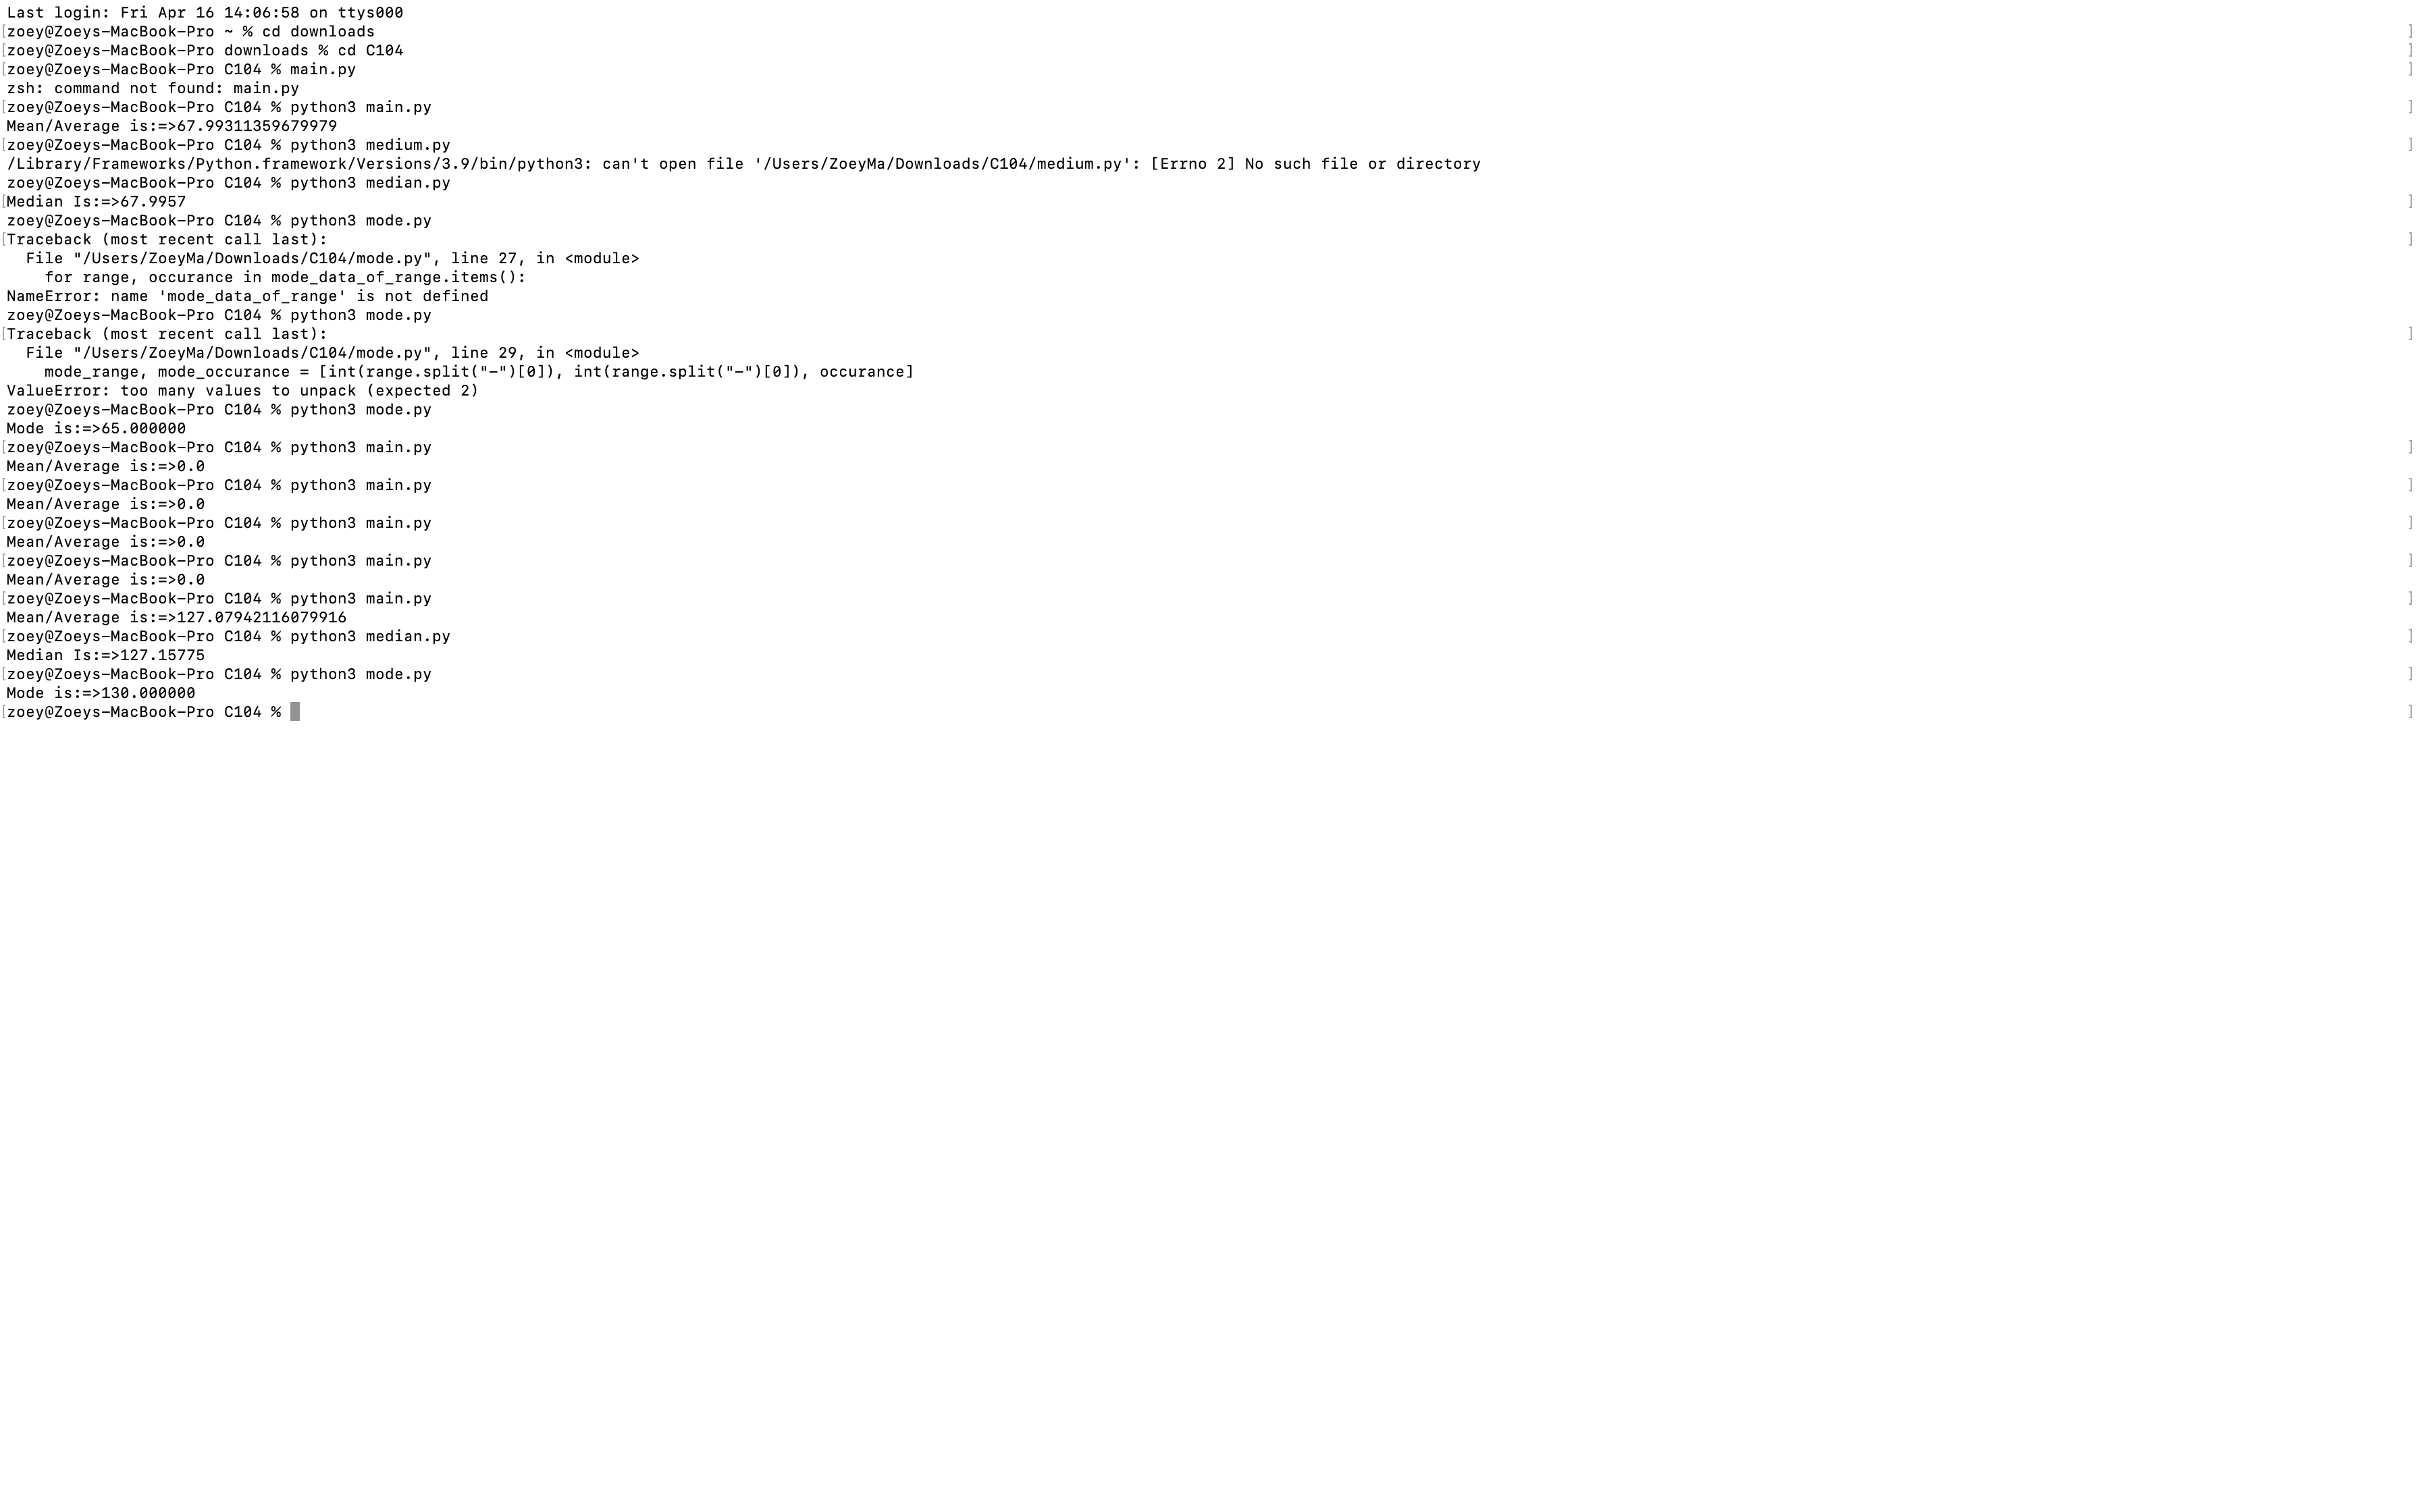 Last login: Fri Apr 16 14:06:58 on ttys000
[zoey@Zoeys-MacBook-Pro ~ % cd downloads ]
[zoey@Zoeys-MacBook-Pro downloads % cd C104 ]
[zoey@Zoeys-MacBook-Pro C104 % main.py ]
zsh: command not found: main.py
[zoey@Zoeys-MacBook-Pro C104 % python3 main.py ]
Mean/Average is:=>67.99311359679979
[zoey@Zoeys-MacBook-Pro C104 % python3 medium.py ]
/Library/Frameworks/Python.framework/Versions/3.9/bin/python3: can't open file '/Users/ZoeyMa/Downloads/C104/medium.py': [Errno 2] No such file or directory
zoey@Zoeys-MacBook-Pro C104 % python3 median.py
[Median Is:=>67.9957 ]
zoey@Zoeys-MacBook-Pro C104 % python3 mode.py
[Traceback (most recent call last): ]
  File "/Users/ZoeyMa/Downloads/C104/mode.py", line 27, in <module>
    for range, occurance in mode_data_of_range.items():
NameError: name 'mode_data_of_range' is not defined
zoey@Zoeys-MacBook-Pro C104 % python3 mode.py
[Traceback (most recent call last): ]
  File "/Users/ZoeyMa/Downloads/C104/mode.py", line 29, in <module>
    mode_range, mode_occurance = [int(range.split("-")[0]), int(range.split("-")[0]), occurance]
ValueError: too many values to unpack (expected 2)
zoey@Zoeys-MacBook-Pro C104 % python3 mode.py
Mode is:=>65.000000
[zoey@Zoeys-MacBook-Pro C104 % python3 main.py ]
Mean/Average is:=>0.0
[zoey@Zoeys-MacBook-Pro C104 % python3 main.py ]
Mean/Average is:=>0.0
[zoey@Zoeys-MacBook-Pro C104 % python3 main.py ]
Mean/Average is:=>0.0
[zoey@Zoeys-MacBook-Pro C104 % python3 main.py ]
Mean/Average is:=>0.0
[zoey@Zoeys-MacBook-Pro C104 % python3 main.py ]
Mean/Average is:=>127.07942116079916
[zoey@Zoeys-MacBook-Pro C104 % python3 median.py ]
Median Is:=>127.15775
[zoey@Zoeys-MacBook-Pro C104 % python3 mode.py ]
Mode is:=>130.000000
[zoey@Zoeys-MacBook-Pro C104 % ]